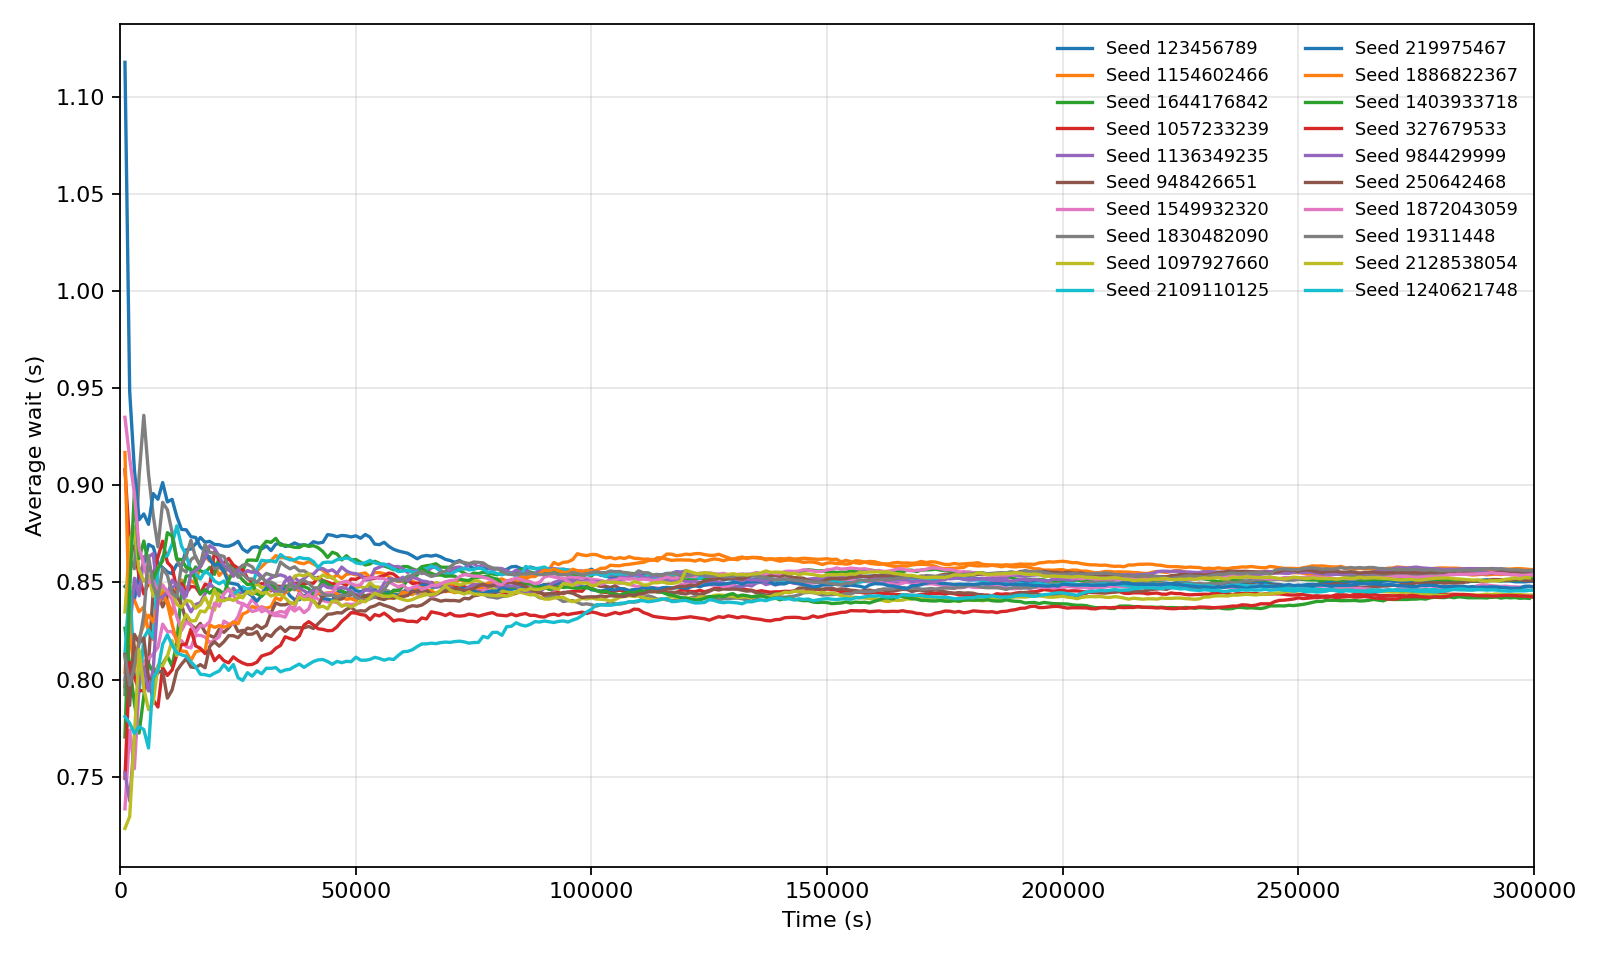 Seed 123456789
Seed 1154602466
Seed 1644176842
Seed 1057233239
Seed 1136349235
Seed 948426651
Seed 1549932320
Seed 1830482090
Seed 1097927660
Seed 2109110125
Seed 219975467
Seed 1886822367
Seed 1403933718
Seed 327679533
Seed 984429999
Seed 250642468
Seed 1872043059
Seed 19311448
Seed 2128538054
Seed 1240621748
Average wait (s)
1.10
1.05
1.00
0.95
0.90
0.85
0.80
0.75
0 50000 100000 150000 200000 250000 300000
Time (s)